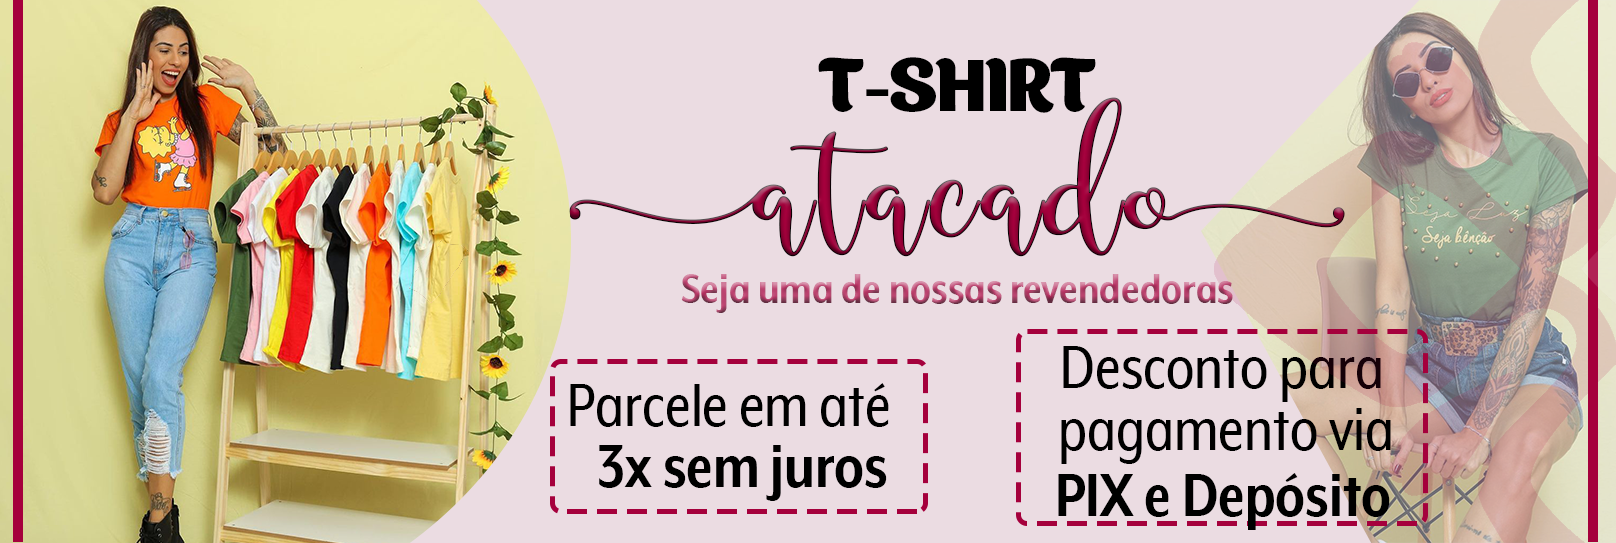 T-SHIRT
atacado
Seja uma de nossas revendedoras
Parcele em até
3x sem juros
Desconto para
pagamento via
PIX e Depósito
Seja Luz
Seja bênção